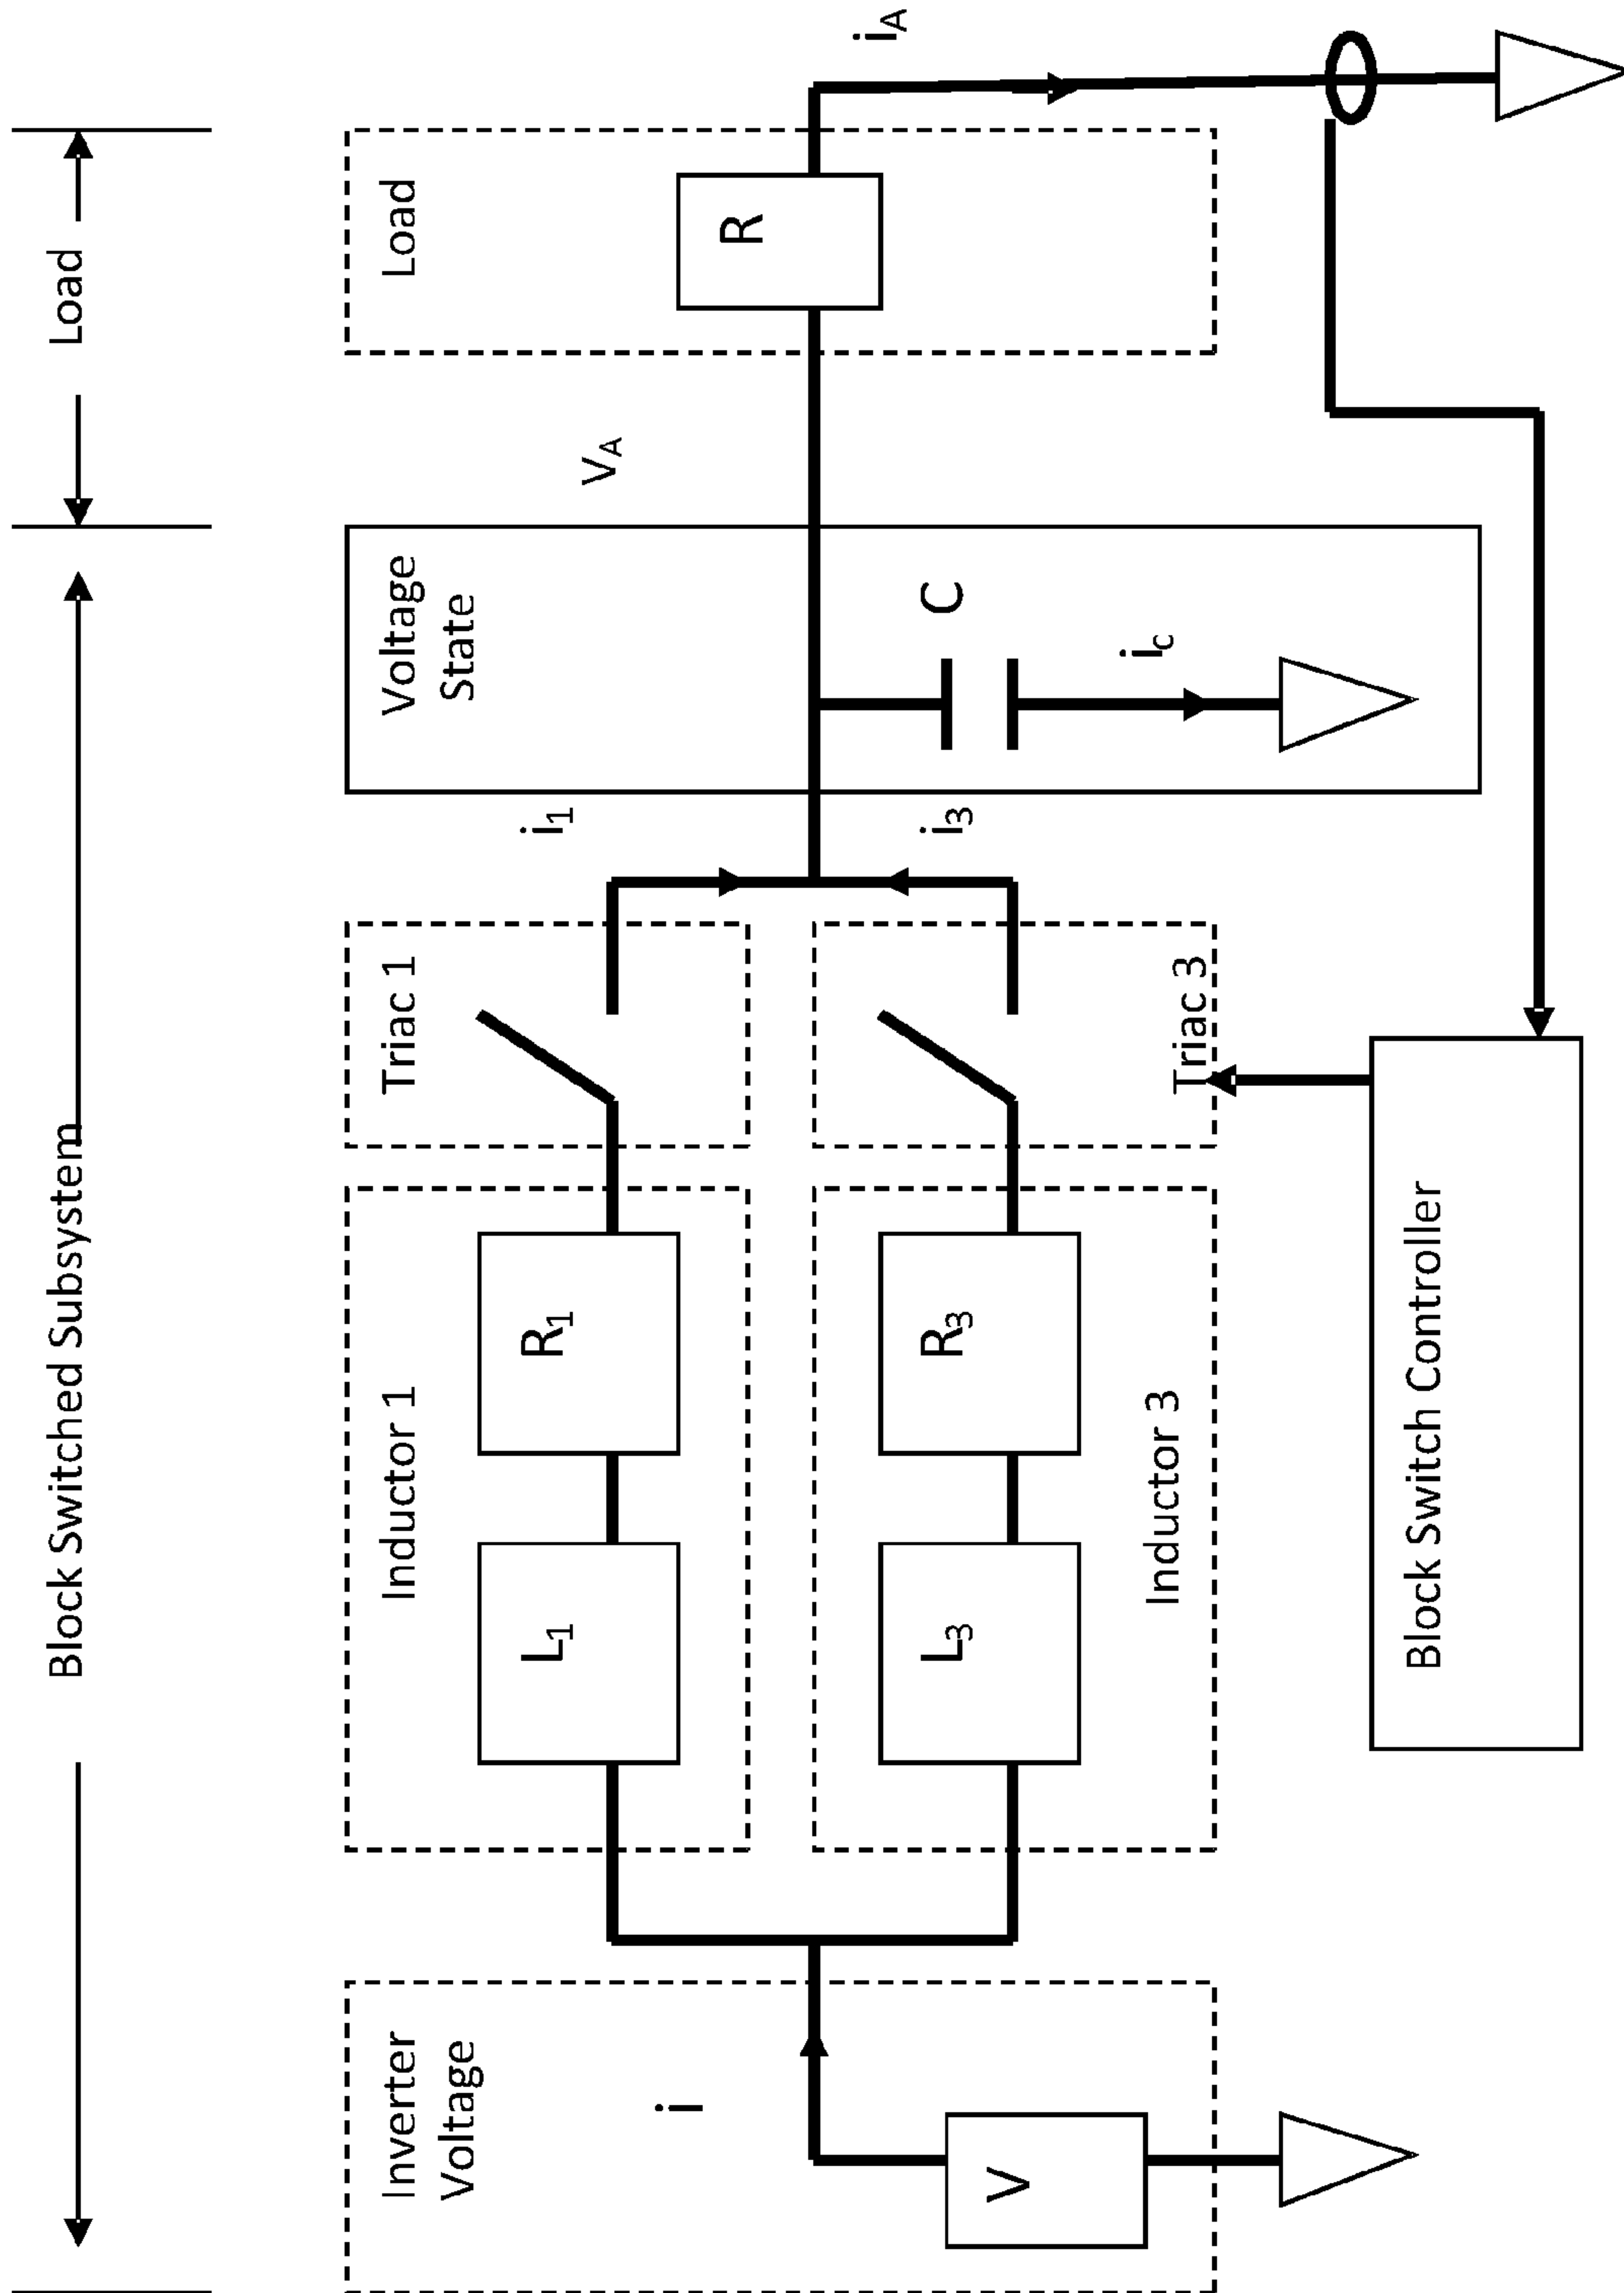 Block Switched Subsystem
Load
Inverter
Voltage
i
V
Inductor 1
L1
R1
Triac 1
i1
Inductor 3
L3
R3
Triac 3
i3
Voltage
State
C
ic
VA
Load
R
iA
Block Switch Controller